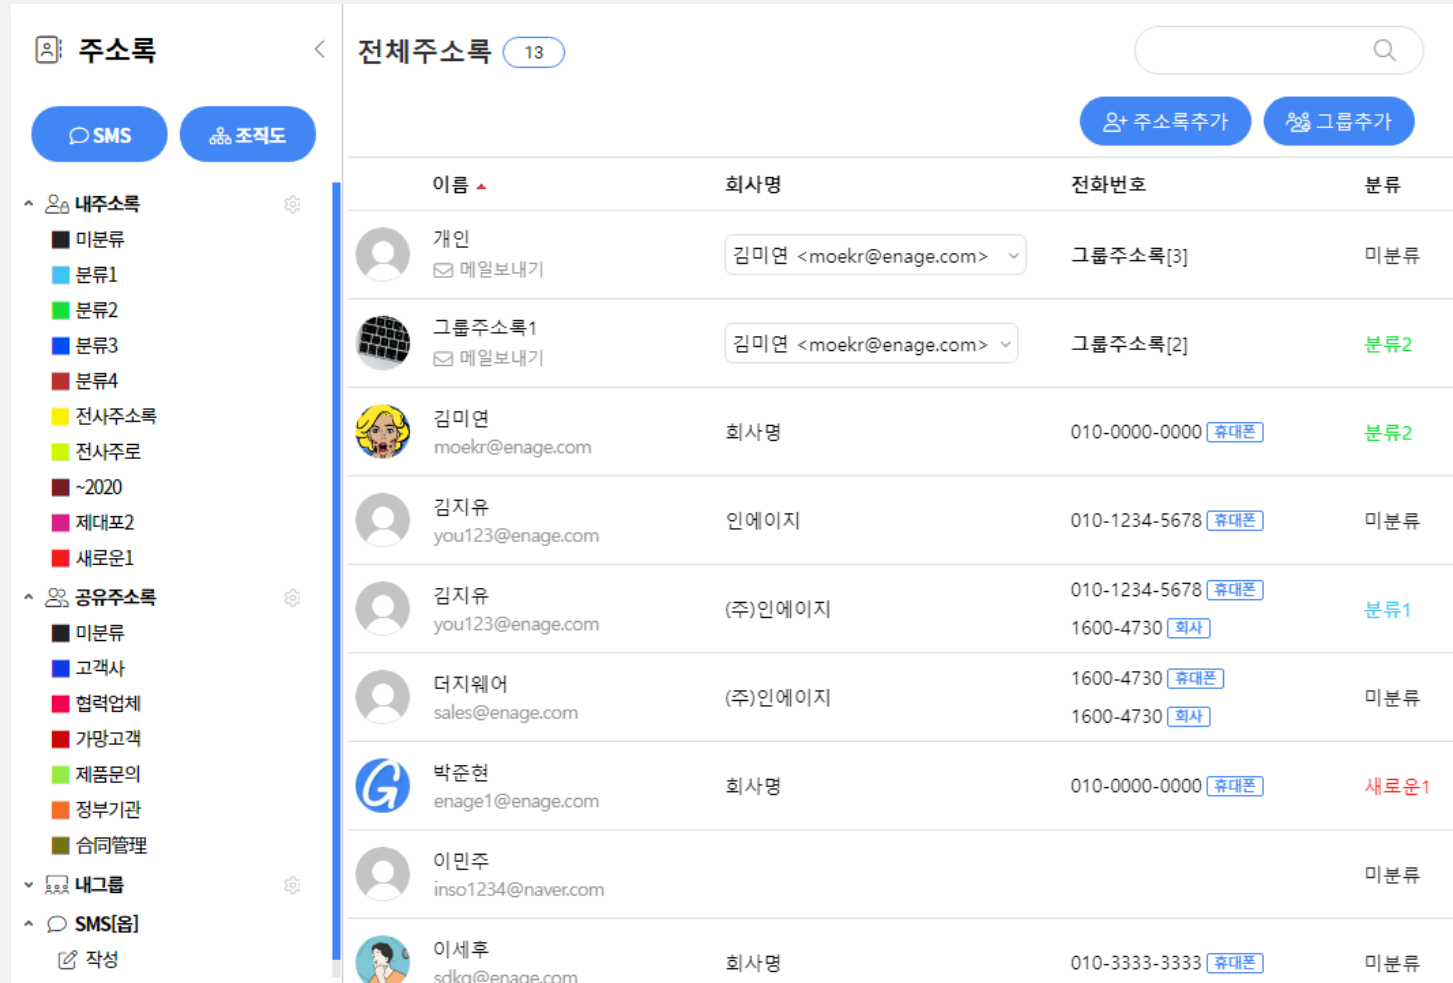 주소록
SMS
조직도
내주소록
미분류
분류1
분류2
분류3
분류4
전사주소록
전사주로
~2020
제대포2
새로운1
공유주소록
미분류
고객사
협력업체
가망고객
제품문의
정부기관
合同管理
내그룹
SMS[옵]
작성
전체주소록 13
주소록추가 그룹추가
이름 회사명 전화번호 분류
개인
메일보내기
김미연 <moekr@enage.com>
그룹주소록[3]
미분류
그룹주소록1
메일보내기
김미연 <moekr@enage.com>
그룹주소록[2]
분류2
김미연
moekr@enage.com
회사명
010-0000-0000 휴대폰
분류2
김지유
you123@enage.com
인에이지
010-1234-5678 휴대폰
미분류
김지유
you123@enage.com
(주)인에이지
010-1234-5678 휴대폰
1600-4730 회사
분류1
더지웨어
sales@enage.com
(주)인에이지
1600-4730 휴대폰
1600-4730 회사
미분류
박준현
enage1@enage.com
회사명
010-0000-0000 휴대폰
새로운1
이민주
inso1234@naver.com
미분류
이세후
sdkg@enage.com
회사명
010-3333-3333 휴대폰
미분류